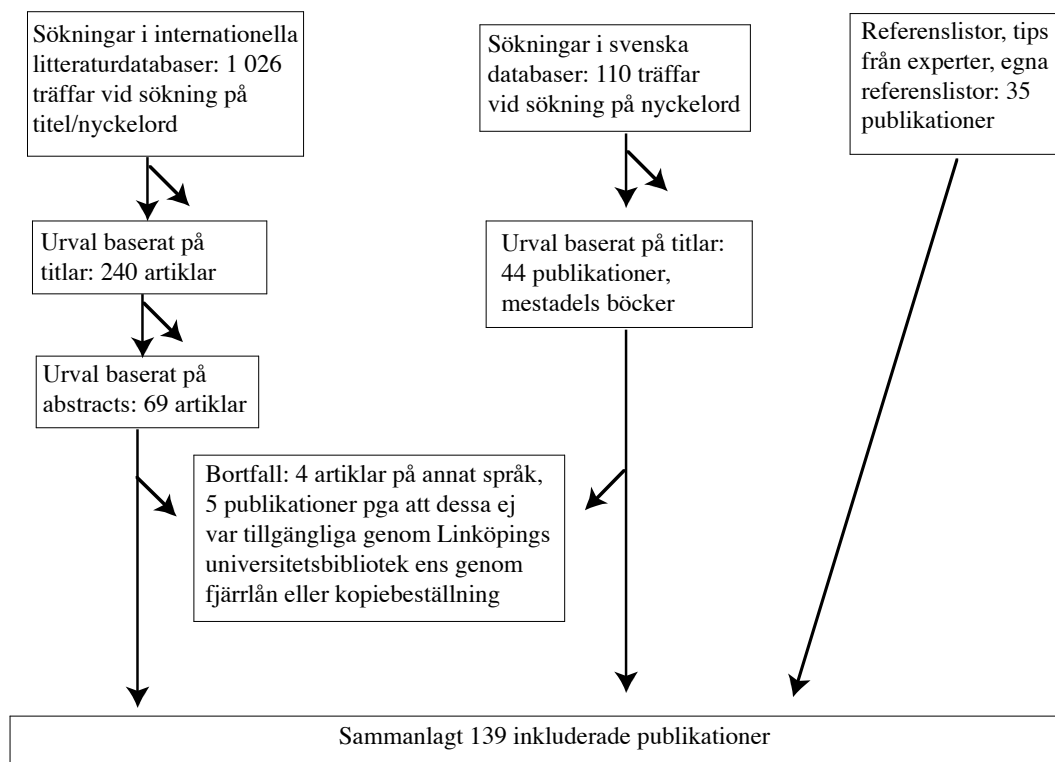 Sökningar i internationella
litteraturdatabaser: 1 026
träffar vid sökning på
titel/nyckelord
Sökningar i svenska
databaser: 110 träffar
vid sökning på nyckelord
Referenslistor, tips
från experter, egna
referenslistor: 35
publikationer
Urval baserat på
titlar: 240 artiklar
Urval baserat på titlar:
44 publikationer,
mestadels böcker
Urval baserat på
abstracts: 69 artiklar
Bortfall: 4 artiklar på annat språk,
5 publikationer pga att dessa ej
var tillgängliga genom Linköpings
universitetsbibliotek ens genom
fjärrlån eller kopiebeställning
Sammanlagt 139 inkluderade publikationer